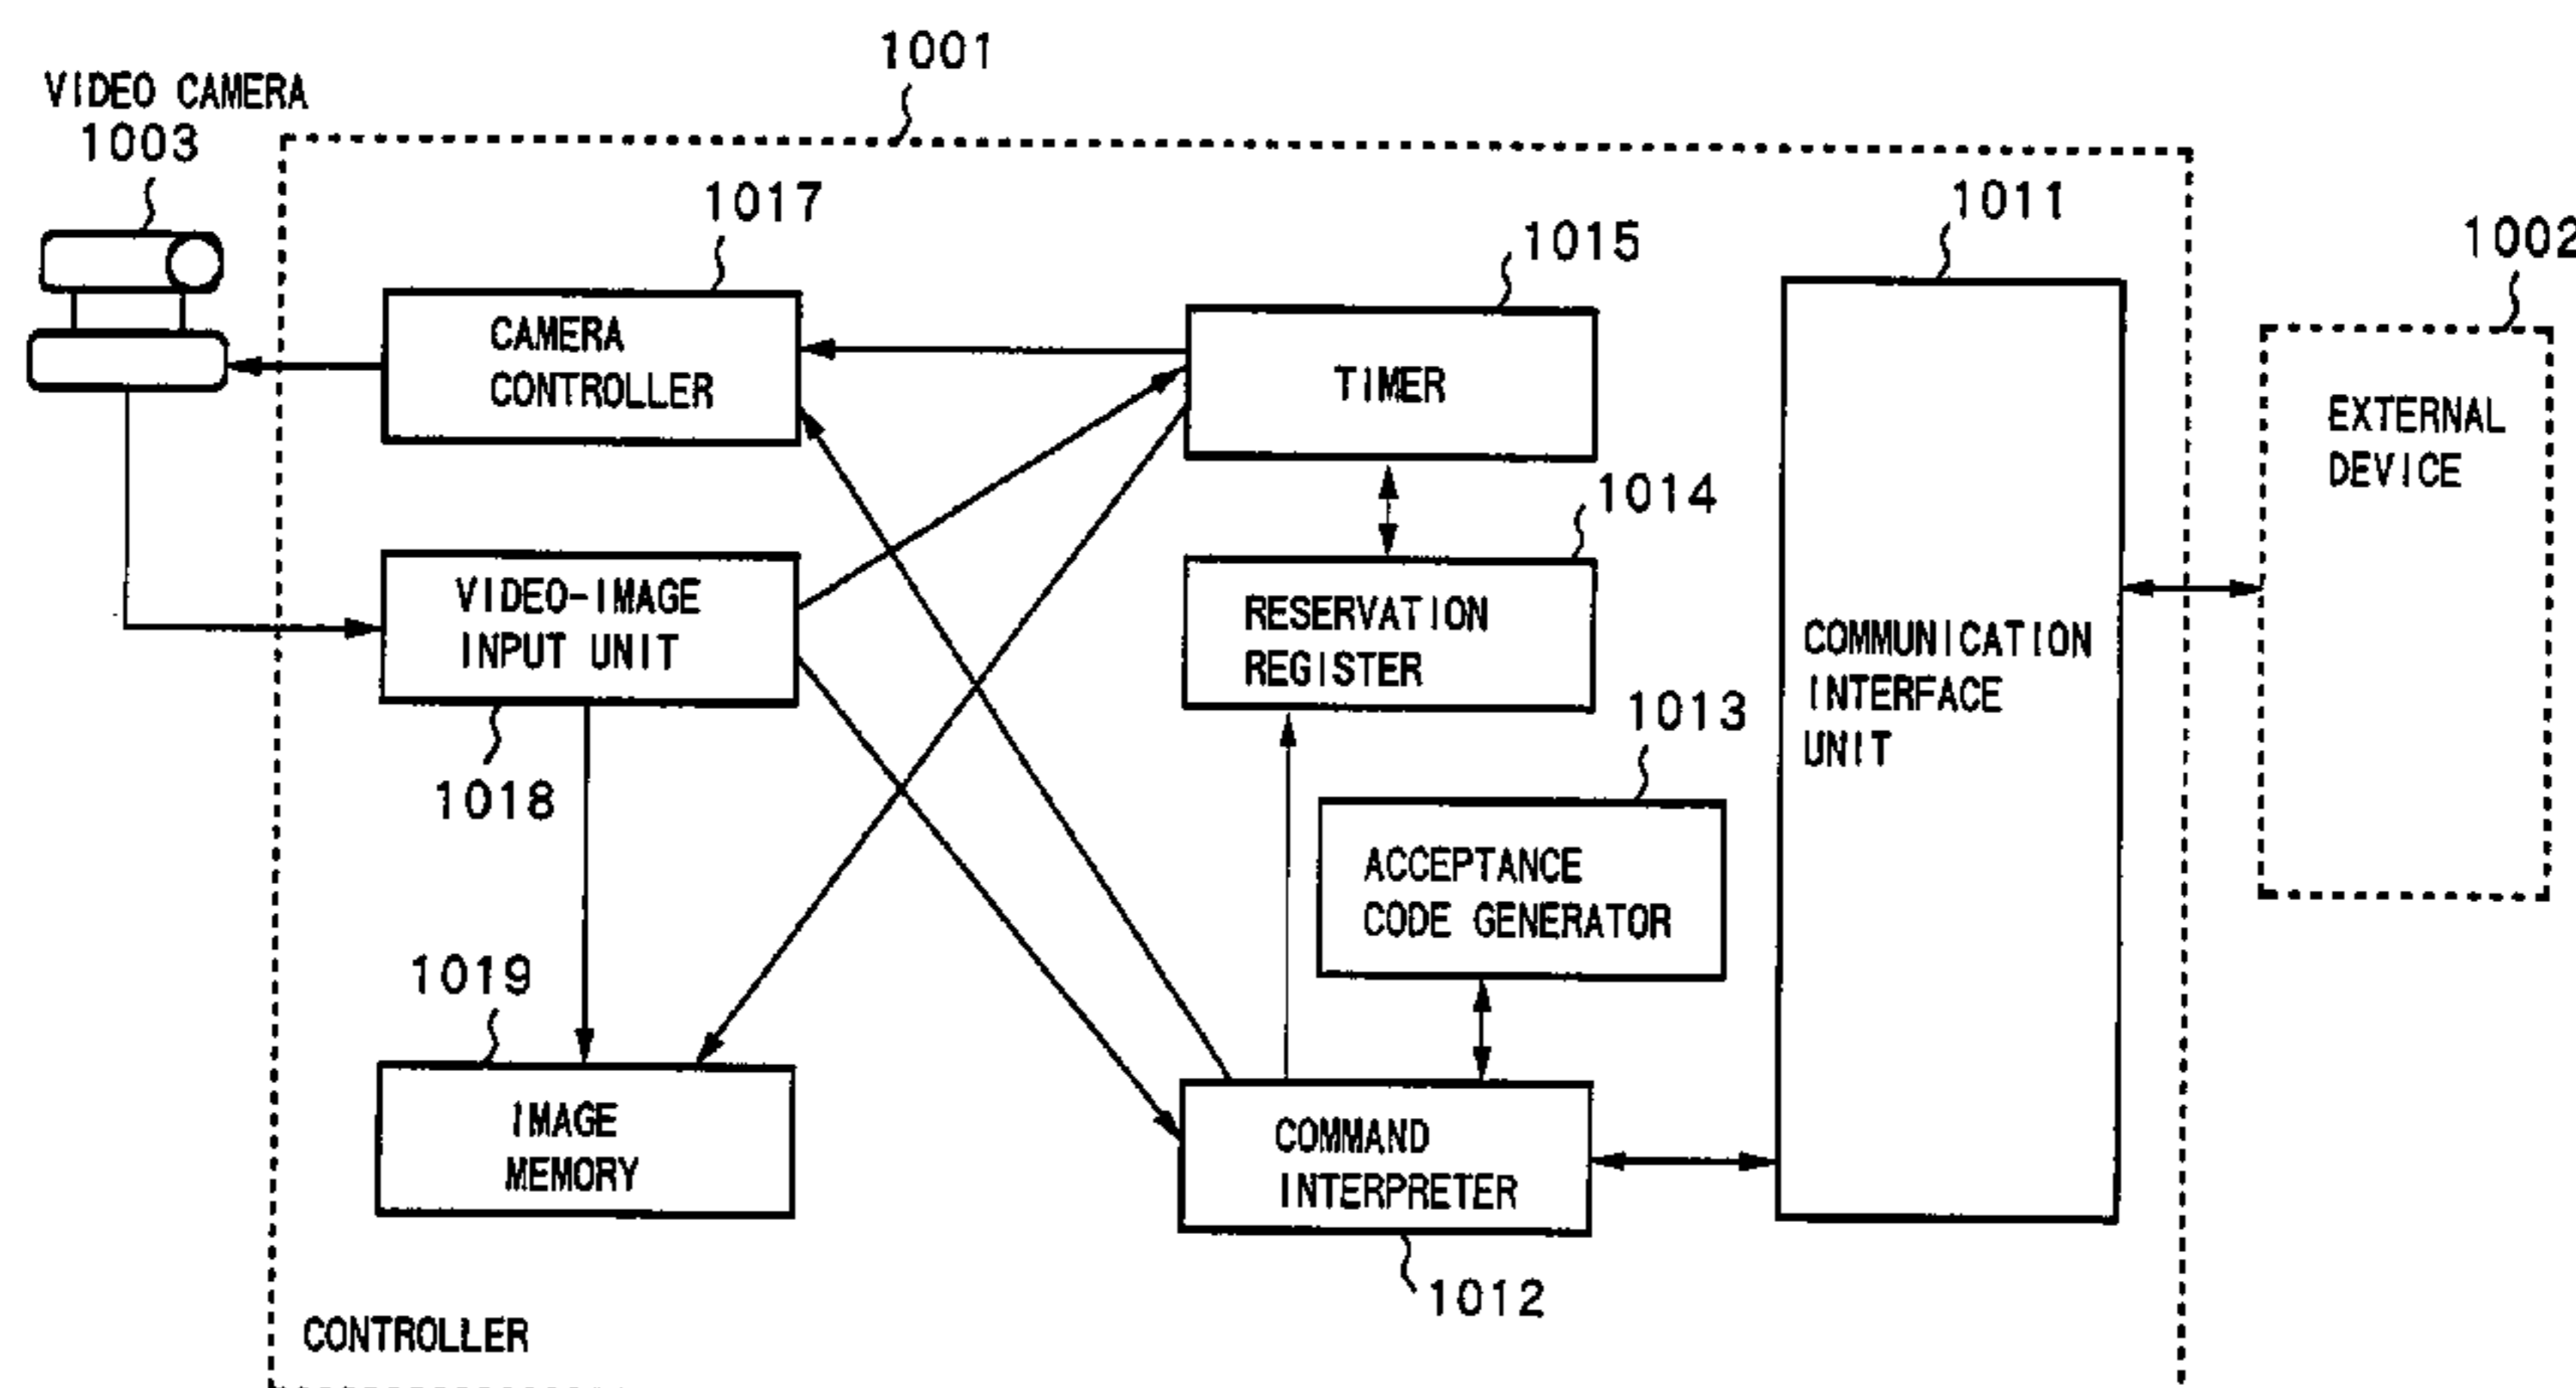 1001
VIDEO CAMERA
1003
1017
1011
1015
1002
CAMERA
CONTROLLER
TIMER
EXTERNAL
DEVICE
1014
VIDEO-IMAGE
INPUT UNIT
RESERVATION
REGISTER
COMMUNICATION
INTERFACE
UNIT
1013
1018
ACCEPTANCE
CODE GENERATOR
1019
IMAGE
MEMORY
COMMAND
INTERPRETER
1012
CONTROLLER